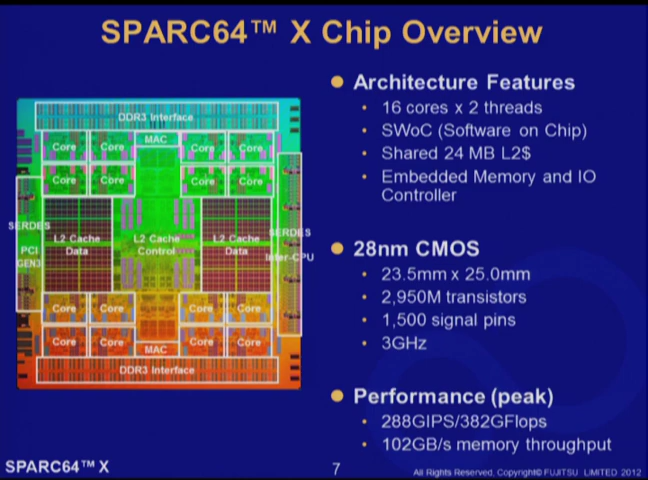 SPARC64™ X Chip Overview
DDR3 Interface
MAC
Core Core Core Core
Core Core Core Core
SERDES
PCI
GEN3
L2 Cache
Data
L2 Cache
Control
L2 Cache
Data
SERDES
Inter-CPU
Core Core Core Core
Core Core Core Core
MAC
DDR3 Interface
Architecture Features
• 16 cores x 2 threads
• SWoC (Software on Chip)
• Shared 24 MB L2$
• Embedded Memory and IO
Controller
28nm CMOS
• 23.5mm x 25.0mm
• 2,950M transistors
• 1,500 signal pins
• 3GHz
Performance (peak)
• 288GIPS/382GFlops
• 102GB/s memory throughput
SPARC64™ X
7
All Rights Reserved, Copyright© FUJITSU LIMITED 2012